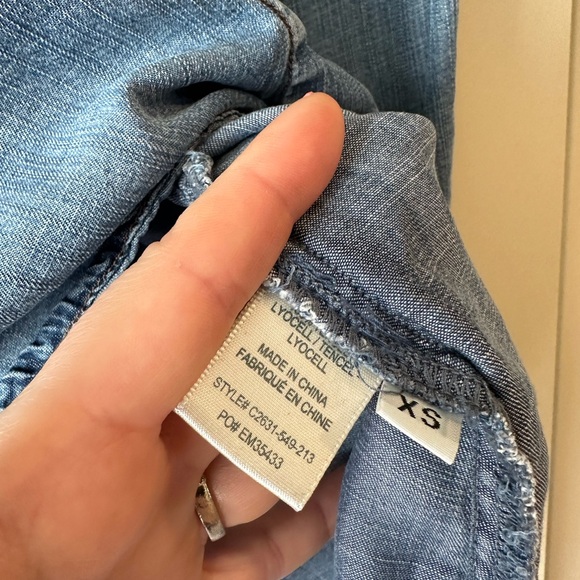 LYOCELL / TENCEL
LYOCELL
MADE IN CHINA
FABRIQUÉ EN CHINE
STYLE# C2631-549-213
PO# EM35433
XS